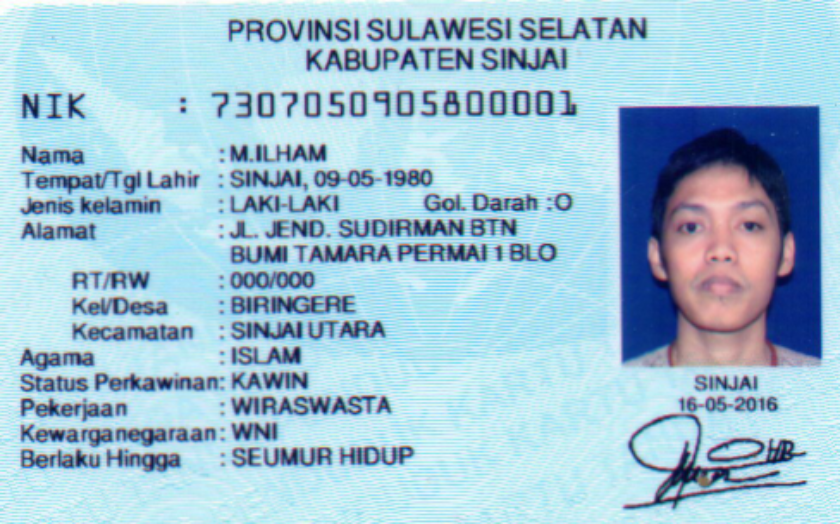 PROVINSI SULAWESI SELATAN
KABUPATEN SINJAI
NIK : 7307050905800001
Nama : M.ILHAM
Tempat/Tgl Lahir : SINJAI, 09-05-1980
Jenis kelamin : LAKI-LAKI Gol. Darah :O
Alamat : JL. JEND. SUDIRMAN BTN
BUMI TAMARA PERMAI 1 BLO
RT/RW : 000/000
Kel/Desa : BIRINGERE
Kecamatan : SINJAI UTARA
Agama : ISLAM
Status Perkawinan: KAWIN
Pekerjaan : WIRASWASTA
Kewarganegaraan: WNI
Berlaku Hingga : SEUMUR HIDUP
SINJAI
16-05-2016